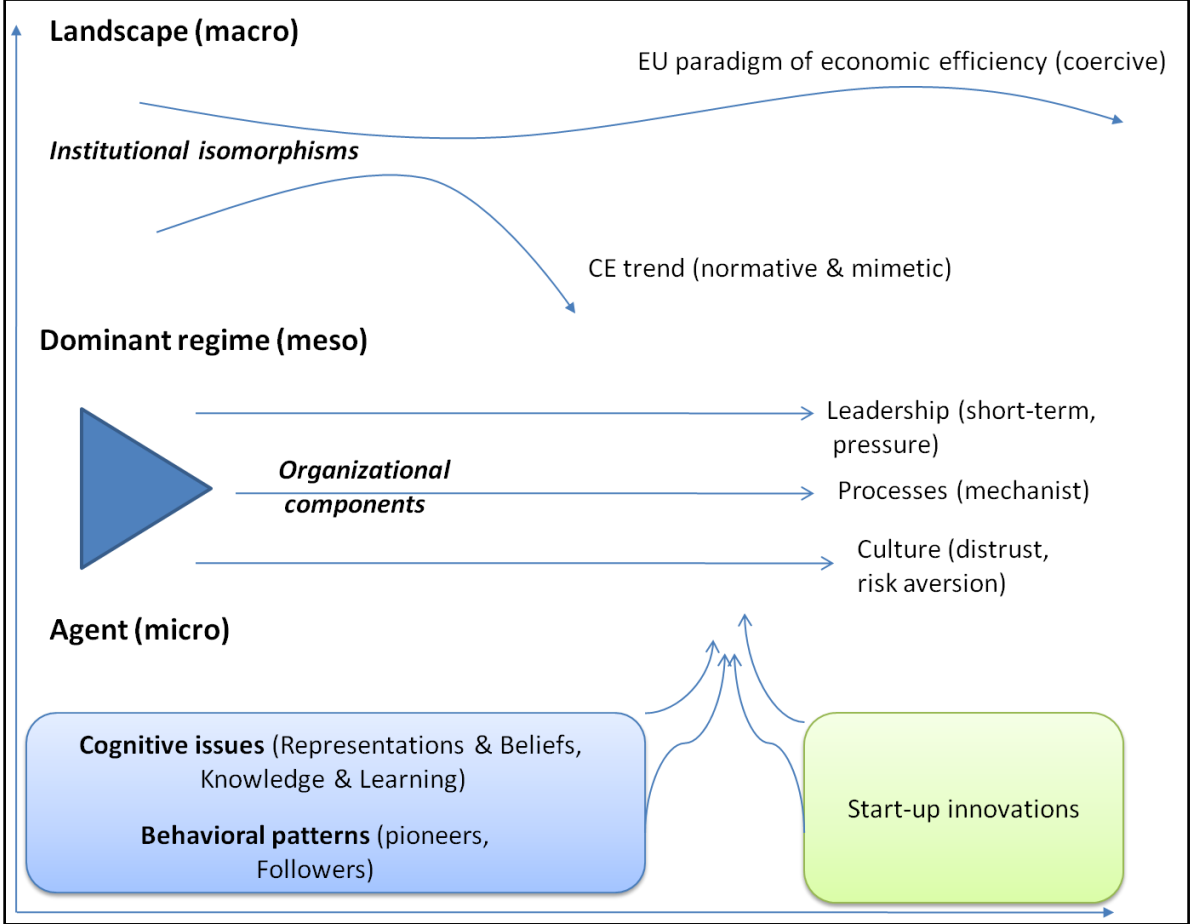 Landscape (macro)
EU paradigm of economic efficiency (coercive)
Institutional isomorphisms
CE trend (normative & mimetic)
Dominant regime (meso)
Leadership (short-term,
pressure)
Organizational
components
Processes (mechanist)
Culture (distrust,
risk aversion)
Agent (micro)
Cognitive issues (Representations & Beliefs,
Knowledge & Learning)
Behavioral patterns (pioneers,
Followers)
Start-up innovations